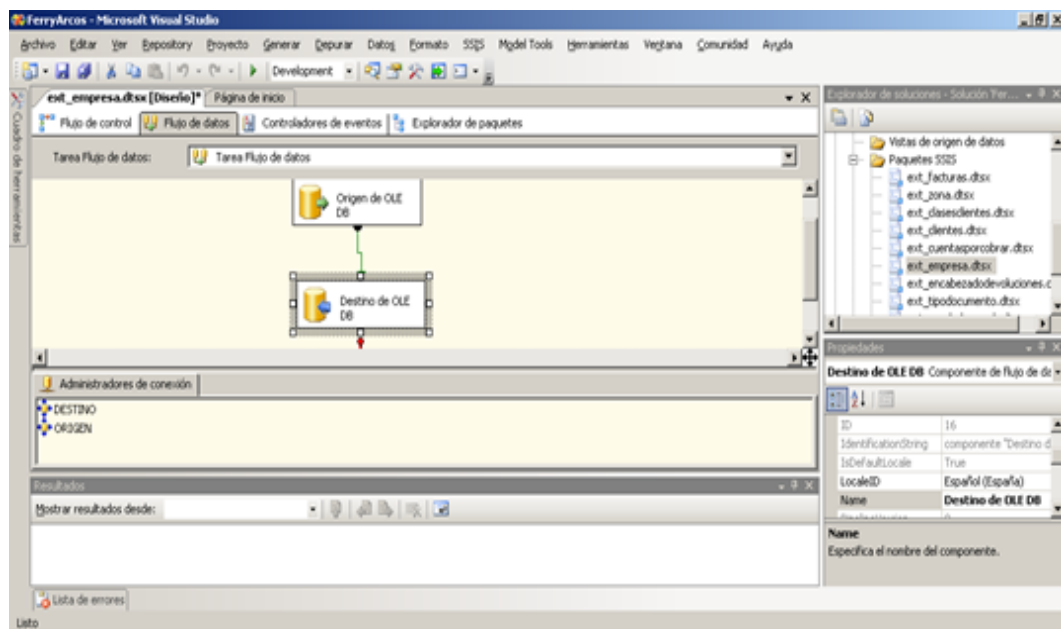 FerryArcos - Microsoft Visual Studio
Archivo Editar Ver Repository Proyecto Generar Depurar Datos Formato SSIS Model Tools Herramientas Ventana Comunidad Ayuda
Development
ext_empresa.dtsx [Diseño]* Página de inicio
Flujo de control Flujo de datos Controladores de eventos Explorador de paquetes
Tarea Flujo de datos: Tarea Flujo de datos
Cuadro de herramientas
Origen de OLE
DB
Destino de OLE
DB
Administradores de conexión
DESTINO
ORIGEN
Resultados
Mostrar resultados desde:
Lista de errores
Listo
Explorador de soluciones - Solución 'Fer...
Vistas de origen de datos
Paquetes SSIS
ext_facturas.dtsx
ext_zona.dtsx
ext_clasesclientes.dtsx
ext_clientes.dtsx
ext_cuentasporcobrar.dtsx
ext_empresa.dtsx
ext_encabezadodevoluciones.c
ext_tipodocumento.dtsx
Propiedades
Destino de OLE DB Componente de flujo de da
ID 16
IdentificationString componente "Destino d
IsDefaultLocale True
LocaleID Español (España)
Name Destino de OLE DB
Name
Especifica el nombre del componente.